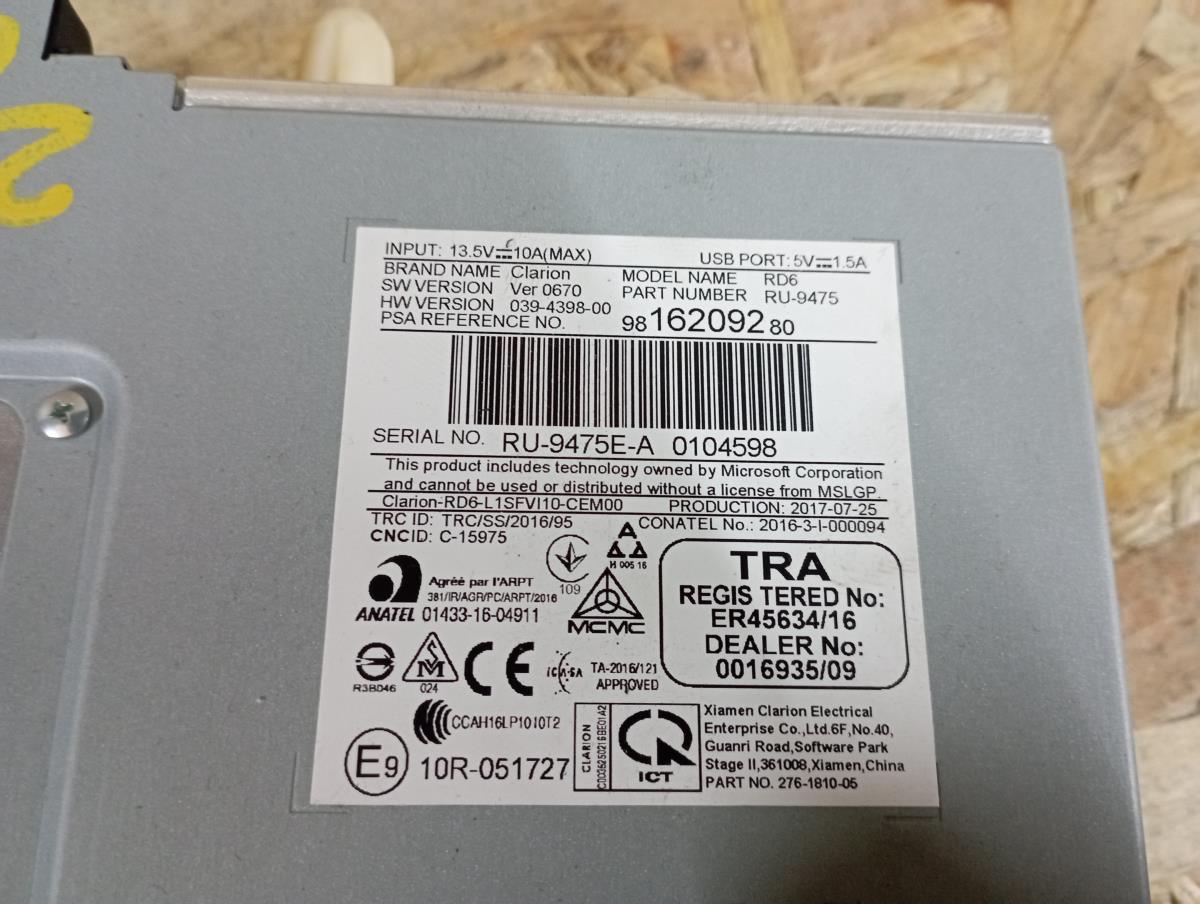 2
INPUT: 13.5V⎓10A(MAX) USB PORT: 5V⎓1.5A
BRAND NAME Clarion MODEL NAME RD6
SW VERSION Ver 0670 PART NUMBER RU-9475
HW VERSION 039-4398-00
PSA REFERENCE NO. 98 162092 80
SERIAL NO. RU-9475E-A 0104598
This product includes technology owned by Microsoft Corporation
and cannot be used or distributed without a license from MSLGP.
Clarion-RD6-L1SFVI10-CEM00 PRODUCTION: 2017-07-25
TRC ID: TRC/SS/2016/95 CONATEL No.: 2016-3-I-000094
CNCID: C-15975
A
H 005 16
109
Agréé par l'ARPT
381/IR/AGR/PC/ARPT/2016
ANATEL 01433-16-04911
MCMC
TRA
REGIS TERED No:
ER45634/16
DEALER No:
0016935/09
R3BD46
024
CE
ICASA
TA-2016/121
APPROVED
CCAH16LP1010T2
E9 10R-051727
CLARION
ICT
Xiamen Clarion Electrical
Enterprise Co.,Ltd.6F,No.40,
Guanri Road,Software Park
Stage II,361008,Xiamen,China
PART NO. 276-1810-05